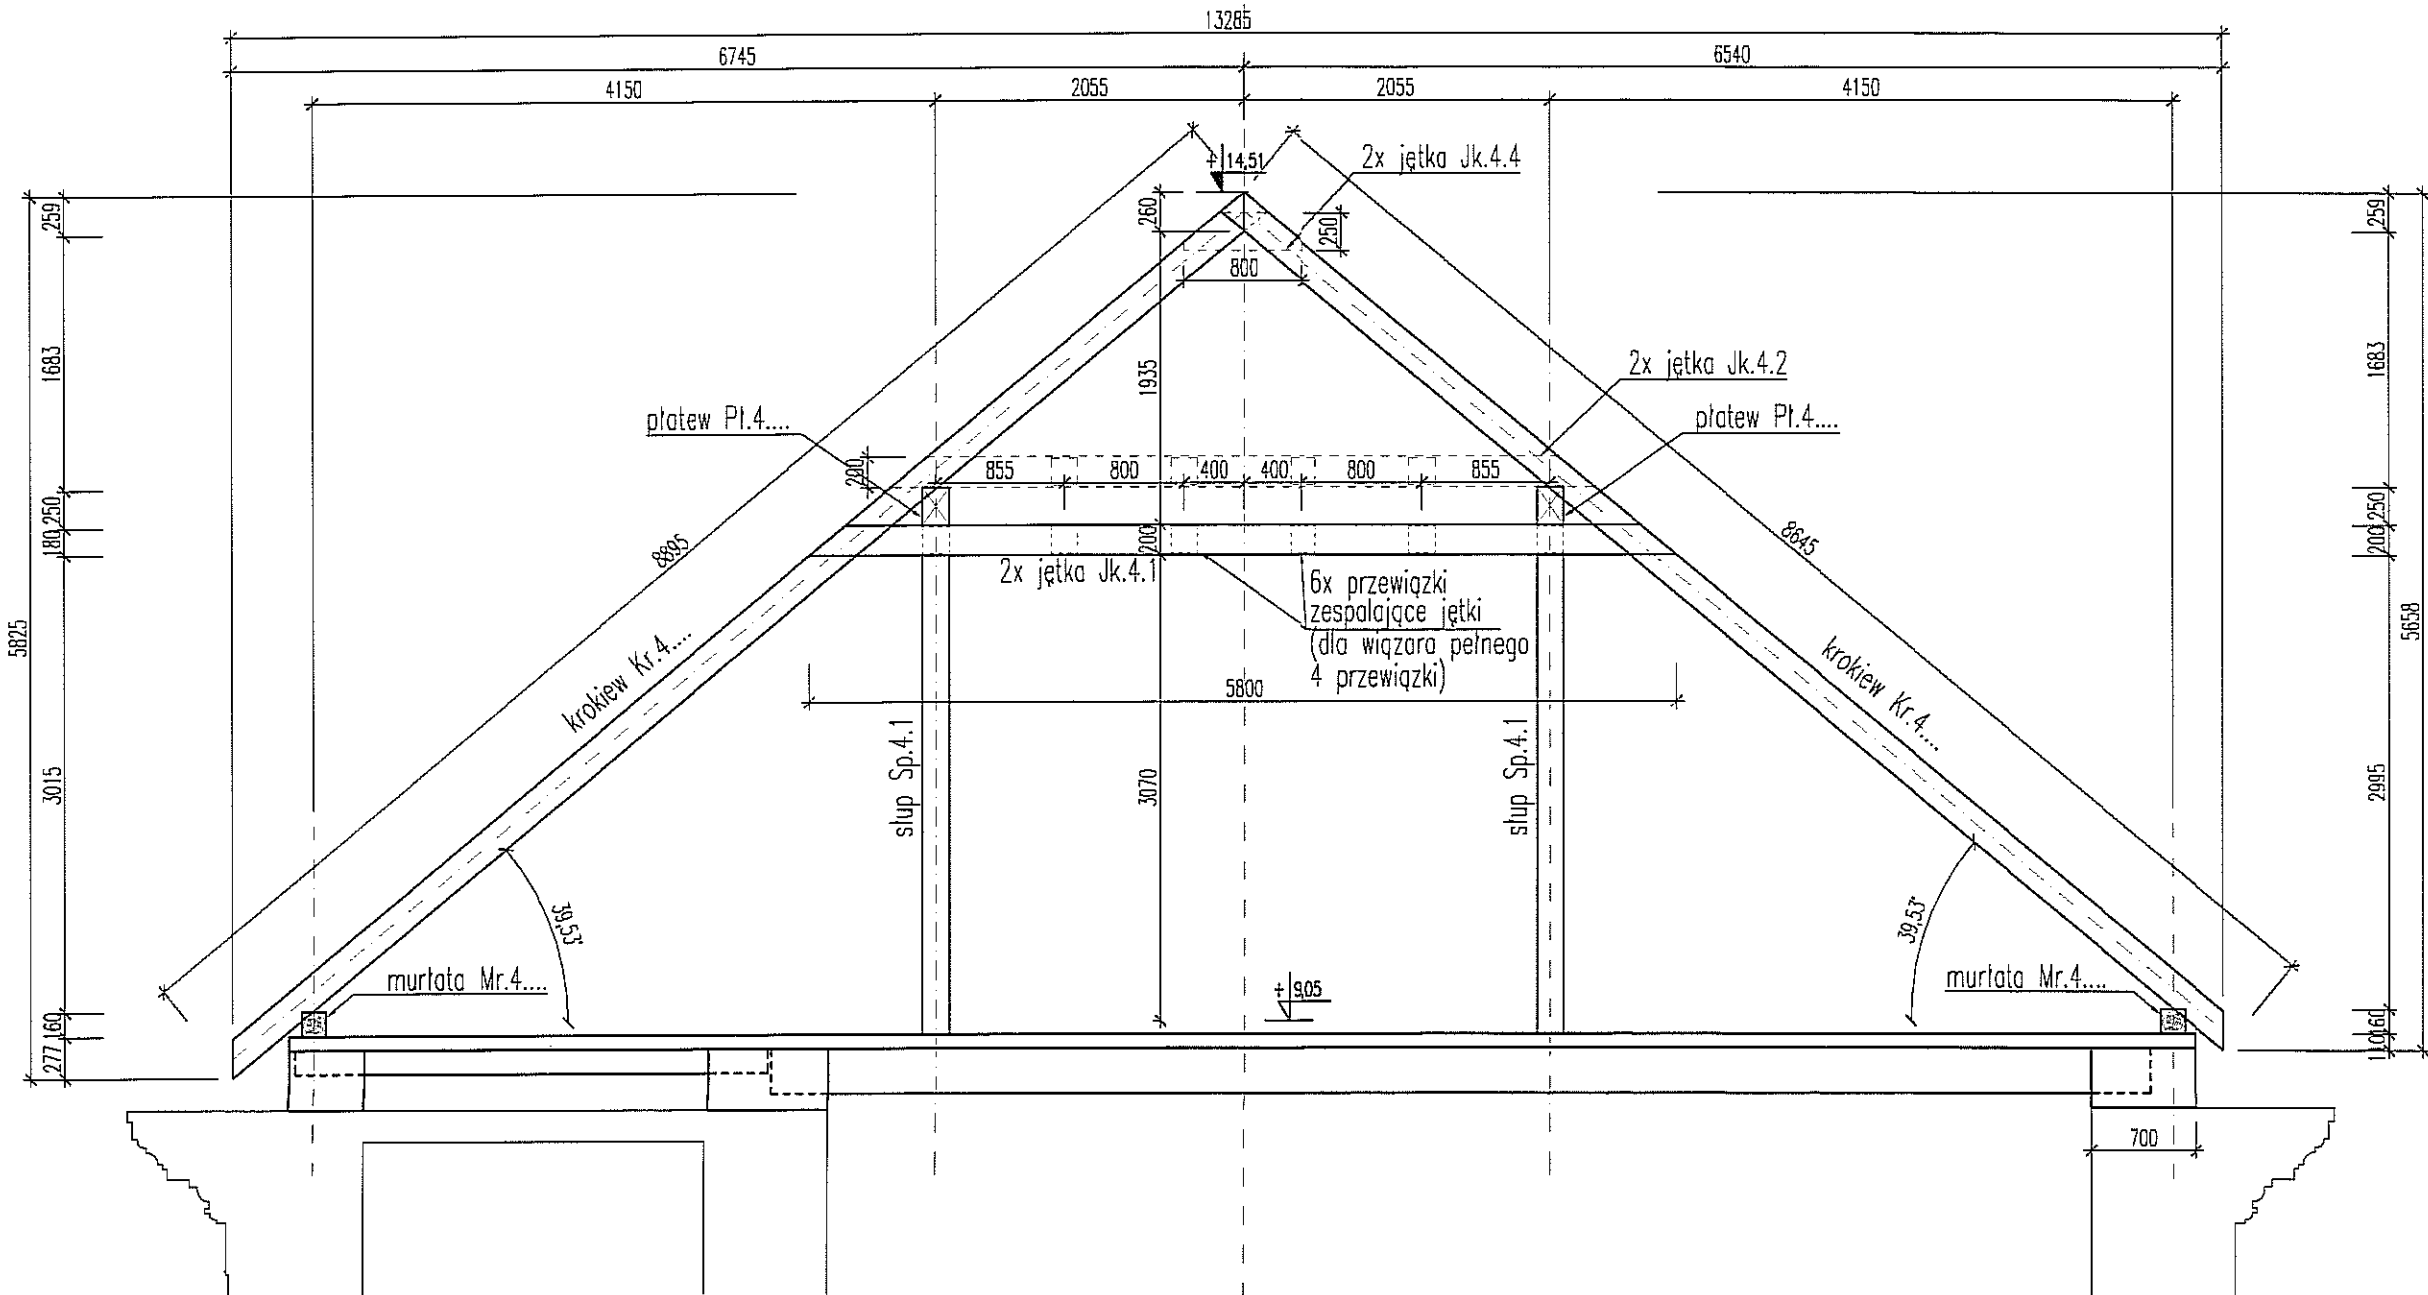 13285
6745
6540
4150
2055
2055
4150
+14,51
2x jętka Jk.4.4
259
260
250
259
800
1683
1935
1683
2x jętka Jk.4.2
płatew Pł.4....
płatew Pł.4....
200
855
800
400
400
800
855
250
250
180
200
200
8895
8645
2x jętka Jk.4.1
6x przewiązki
zespalające jętki
(dla wiązara pełnego
4 przewiązki)
5800
5825
5658
krokiew Kr.4....
krokiew Kr.4....
słup Sp.4.1
słup Sp.4.1
3015
3070
2995
39,53°
39,53°
murłata Mr.4....
murłata Mr.4....
+9,05
160
160
277
110
700